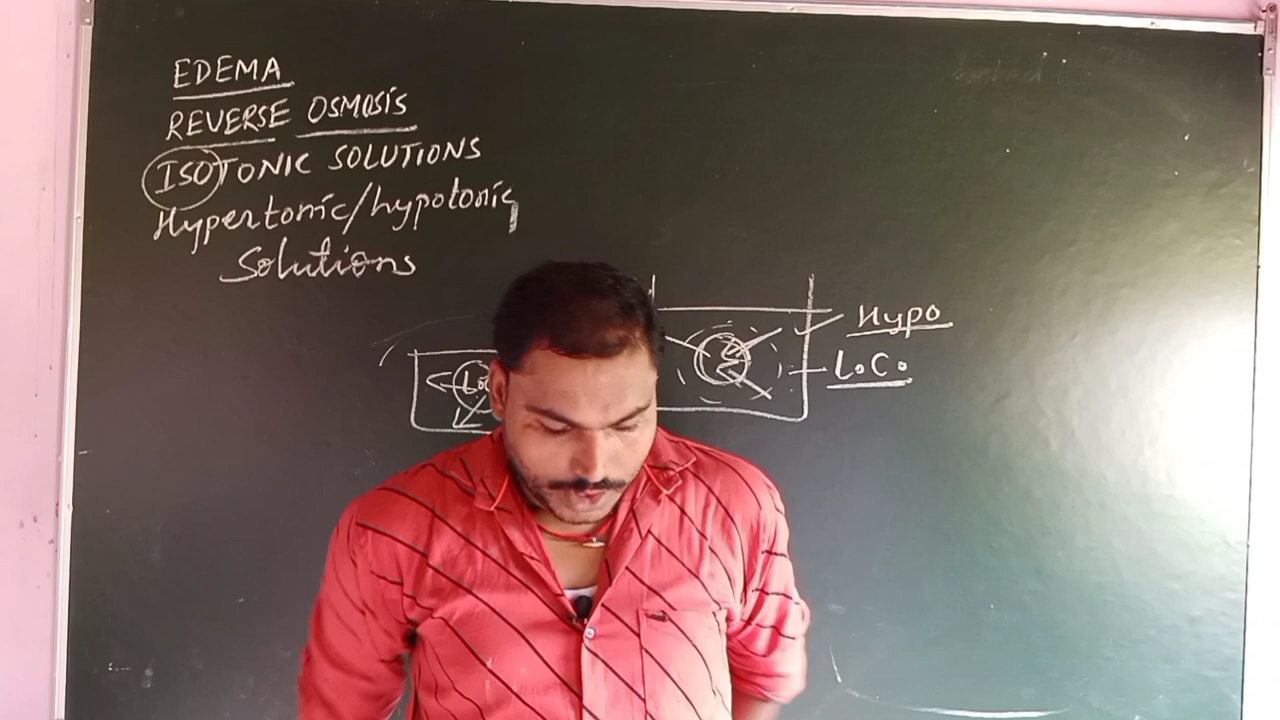 EDEMA
REVERSE OSMOSIS
ISOTONIC SOLUTIONS
Hypertonic/hypotonic
Solutions
Hypo
L.C.